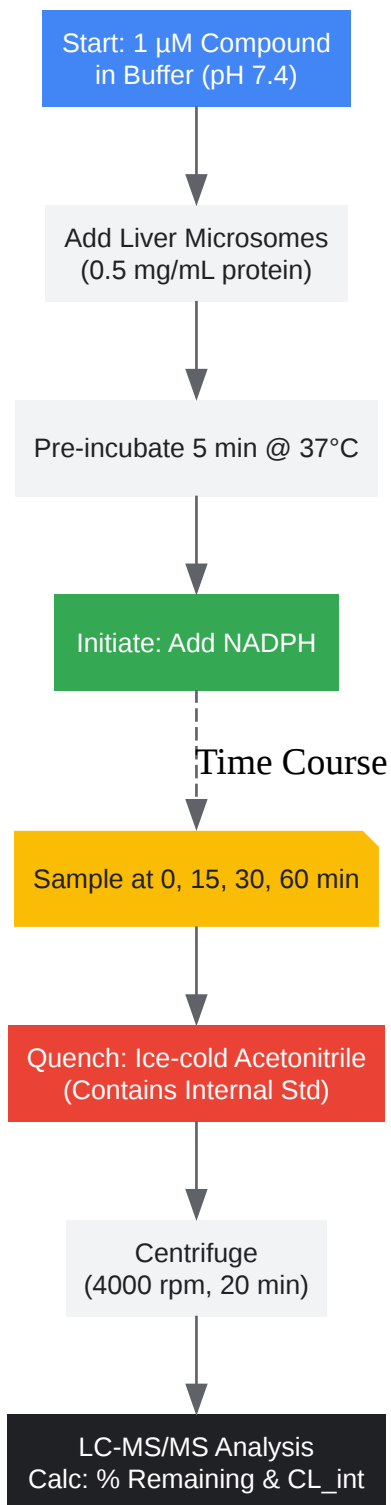 Start: 1 µM Compound
in Buffer (pH 7.4)
Add Liver Microsomes
(0.5 mg/mL protein)
Pre-incubate 5 min @ 37°C
Initiate: Add NADPH
Time Course
Sample at 0, 15, 30, 60 min
Quench: Ice-cold Acetonitrile
(Contains Internal Std)
Centrifuge
(4000 rpm, 20 min)
LC-MS/MS Analysis
Calc: % Remaining & CL_int